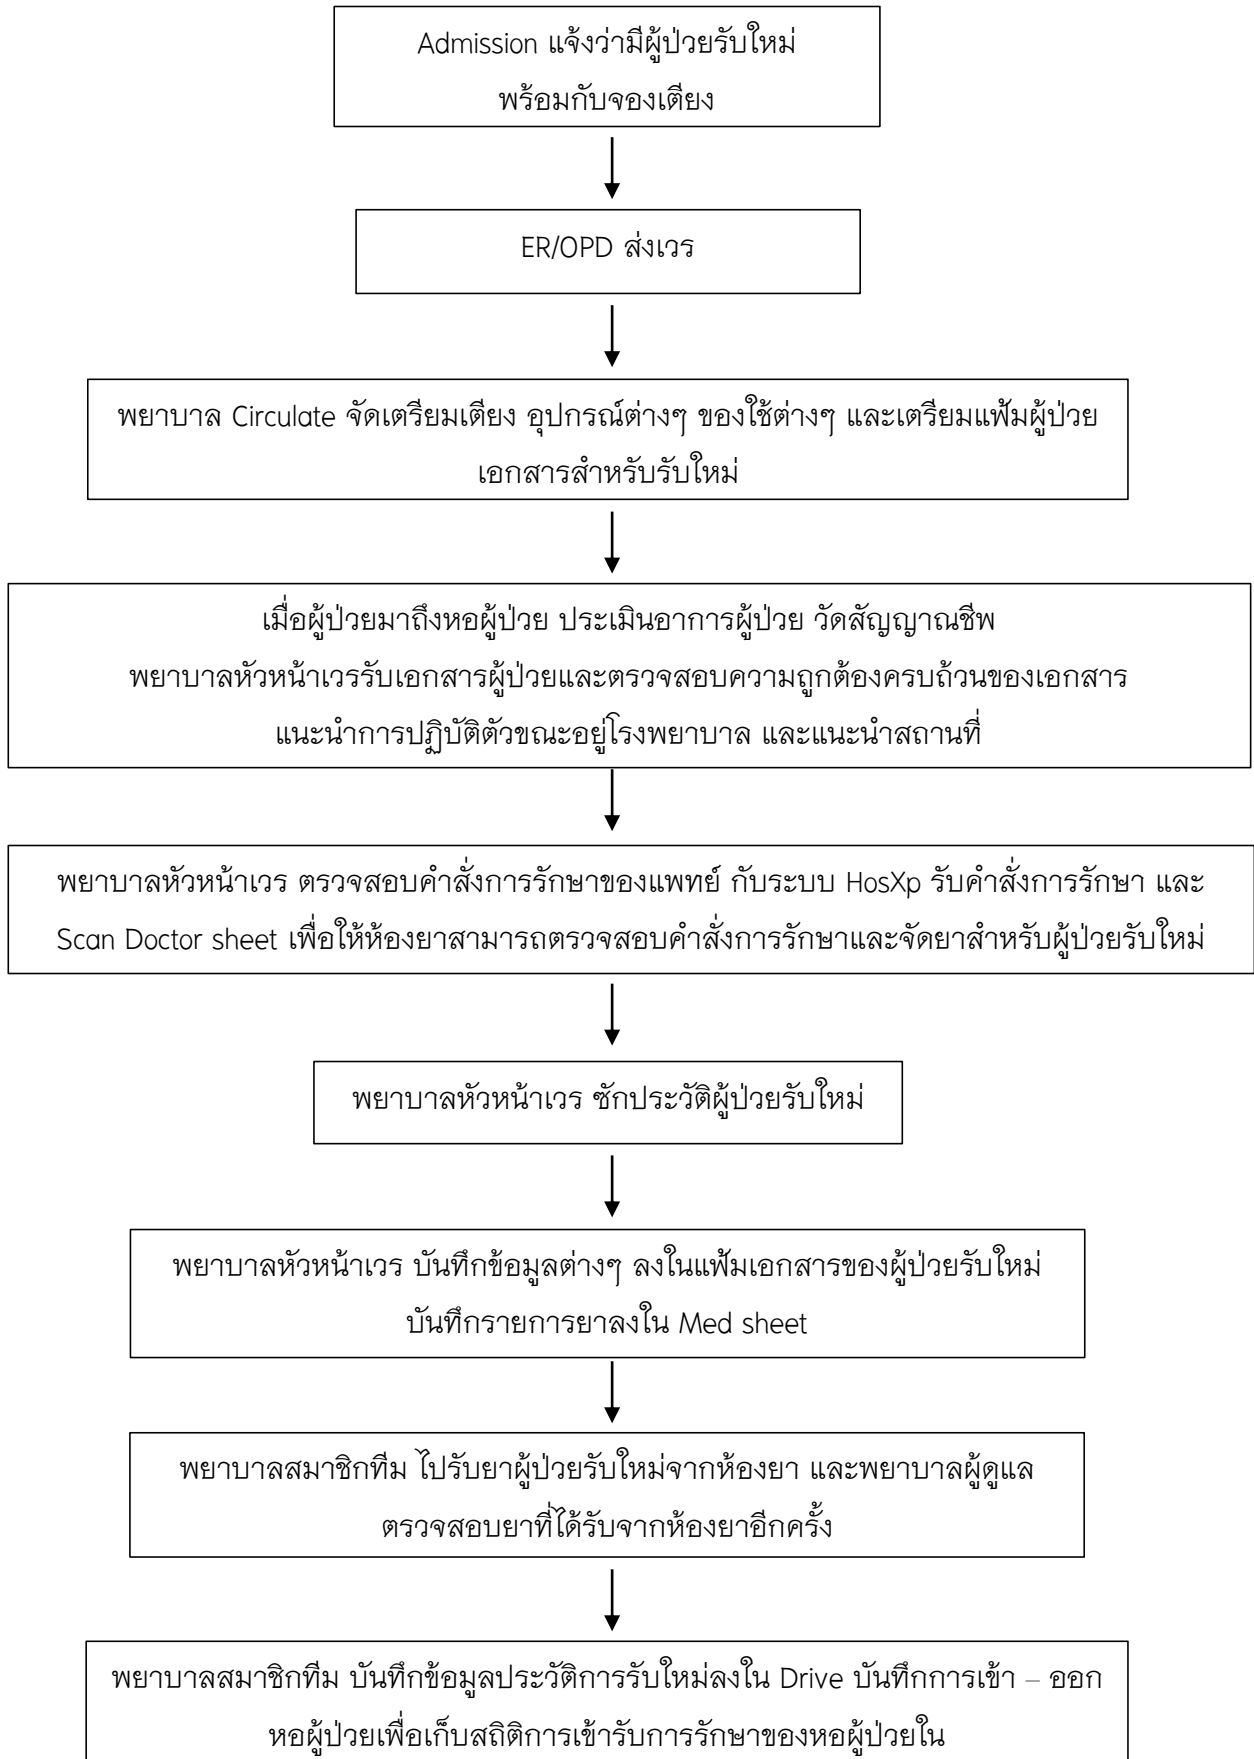 Admission แจ้งว่ามีผู้ป่วยรับใหม่
พร้อมกับจองเตียง
ER/OPD ส่งเวร
พยาบาล Circulate จัดเตรียมเตียง อุปกรณ์ต่างๆ ของใช้ต่างๆ และเตรียมแฟ้มผู้ป่วย
เอกสารสำหรับรับใหม่
เมื่อผู้ป่วยมาถึงหอผู้ป่วย ประเมินอาการผู้ป่วย วัดสัญญาณชีพ
พยาบาลหัวหน้าเวรรับเอกสารผู้ป่วยและตรวจสอบความถูกต้องครบถ้วนของเอกสาร
แนะนำการปฏิบัติตัวขณะอยู่โรงพยาบาล และแนะนำสถานที่
พยาบาลหัวหน้าเวร ตรวจสอบคำสั่งการรักษาของแพทย์ กับระบบ HosXp รับคำสั่งการรักษา และ
Scan Doctor sheet เพื่อให้ห้องยาสามารถตรวจสอบคำสั่งการรักษาและจัดยาสำหรับผู้ป่วยรับใหม่
พยาบาลหัวหน้าเวร ซักประวัติผู้ป่วยรับใหม่
พยาบาลหัวหน้าเวร บันทึกข้อมูลต่างๆ ลงในแฟ้มเอกสารของผู้ป่วยรับใหม่
บันทึกรายการยาลงใน Med sheet
พยาบาลสมาชิกทีม ไปรับยาผู้ป่วยรับใหม่จากห้องยา และพยาบาลผู้ดูแล
ตรวจสอบยาที่ได้รับจากห้องยาอีกครั้ง
พยาบาลสมาชิกทีม บันทึกข้อมูลประวัติการรับใหม่ลงใน Drive บันทึกการเข้า – ออก
หอผู้ป่วยเพื่อเก็บสถิติการเข้ารับการรักษาของหอผู้ป่วยใน